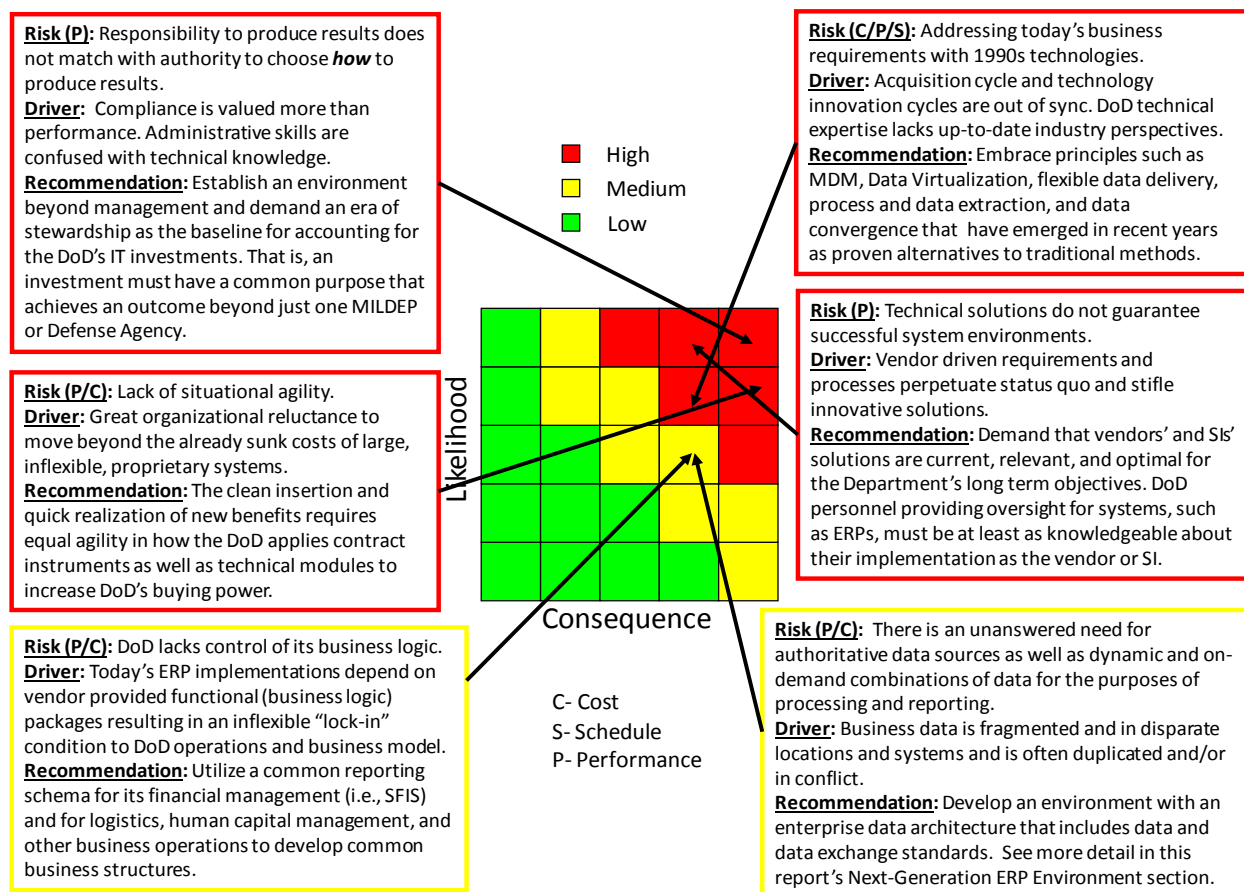 Risk (P): Responsibility to produce results does
not match with authority to choose how to
produce results.
Driver: Compliance is valued more than
performance. Administrative skills are
confused with technical knowledge.
Recommendation: Establish an environment
beyond management and demand an era of
stewardship as the baseline for accounting for
the DoD's IT investments. That is, an
investment must have a common purpose that
achieves an outcome beyond just one MILDEP
or Defense Agency.
Risk (P/C): Lack of situational agility.
Driver: Great organizational reluctance to
move beyond the already sunk costs of large,
inflexible, proprietary systems.
Recommendation: The clean insertion and
quick realization of new benefits requires
equal agility in how the DoD applies contract
instruments as well as technical modules to
increase DoD's buying power.
Risk (P/C): DoD lacks control of its business logic.
Driver: Today's ERP implementations depend on
vendor provided functional (business logic)
packages resulting in an inflexible “lock-in”
condition to DoD operations and business model.
Recommendation: Utilize a common reporting
schema for its financial management (i.e., SFIS)
and for logistics, human capital management, and
other business operations to develop common
business structures.
High
Medium
Low
Likelihood
Consequence
C- Cost
S- Schedule
P- Performance
Risk (C/P/S): Addressing today's business
requirements with 1990s technologies.
Driver: Acquisition cycle and technology
innovation cycles are out of sync. DoD technical
expertise lacks up-to-date industry perspectives.
Recommendation: Embrace principles such as
MDM, Data Virtualization, flexible data delivery,
process and data extraction, and data
convergence that have emerged in recent years
as proven alternatives to traditional methods.
Risk (P): Technical solutions do not guarantee
successful system environments.
Driver: Vendor driven requirements and
processes perpetuate status quo and stifle
innovative solutions.
Recommendation: Demand that vendors' and SIs'
solutions are current, relevant, and optimal for
the Department's long term objectives. DoD
personnel providing oversight for systems, such
as ERPs, must be at least as knowledgeable about
their implementation as the vendor or SI.
Risk (P/C): There is an unanswered need for
authoritative data sources as well as dynamic and on-
demand combinations of data for the purposes of
processing and reporting.
Driver: Business data is fragmented and in disparate
locations and systems and is often duplicated and/or
in conflict.
Recommendation: Develop an environment with an
enterprise data architecture that includes data and
data exchange standards. See more detail in this
report's Next-Generation ERP Environment section.